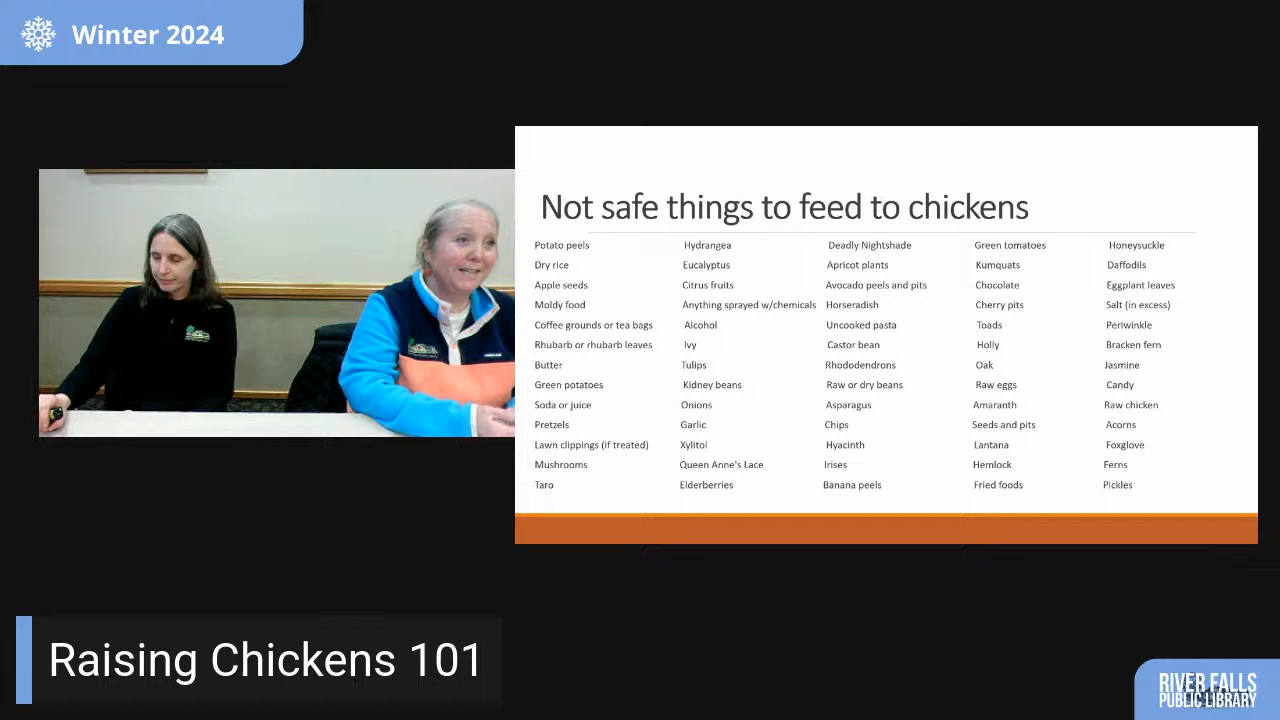 Winter 2024
Not safe things to feed to chickens
Potato peels Hydrangea Deadly Nightshade Green tomatoes Honeysuckle
Dry rice Eucalyptus Apricot plants Kumquats Daffodils
Apple seeds Citrus fruits Avocado peels and pits Chocolate Eggplant leaves
Moldy food Anything sprayed w/chemicals Horseradish Cherry pits Salt (in excess)
Coffee grounds or tea bags Alcohol Uncooked pasta Toads Periwinkle
Rhubarb or rhubarb leaves Ivy Castor bean Holly Bracken fern
Butter Tulips Rhododendrons Oak Jasmine
Green potatoes Kidney beans Raw or dry beans Raw eggs Candy
Soda or juice Onions Asparagus Amaranth Raw chicken
Pretzels Garlic Chips Seeds and pits Acorns
Lawn clippings (if treated) Xylitol Hyacinth Lantana Foxglove
Mushrooms Queen Anne's Lace Irises Hemlock Ferns
Taro Elderberries Banana peels Fried foods Pickles
Raising Chickens 101
RIVER FALLS
PUBLIC LIBRARY